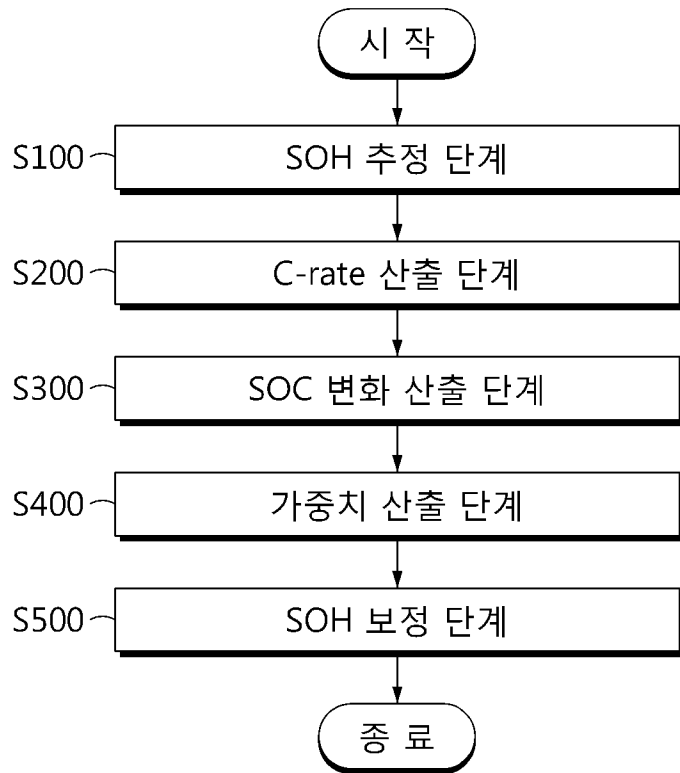 시 작
S100 SOH 추정 단계
S200 C-rate 산출 단계
S300 SOC 변화 산출 단계
S400 가중치 산출 단계
S500 SOH 보정 단계
종 료